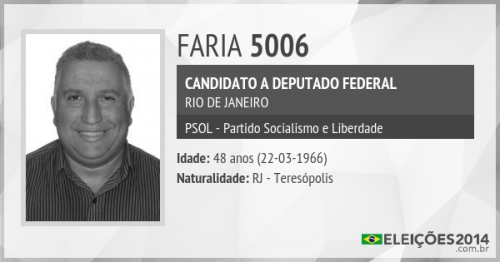 FARIA 5006
CANDIDATO A DEPUTADO FEDERAL
RIO DE JANEIRO
PSOL - Partido Socialismo e Liberdade
Idade: 48 anos (22-03-1966)
Naturalidade: RJ - Teresópolis
ELEIÇÕES2014
.com.br